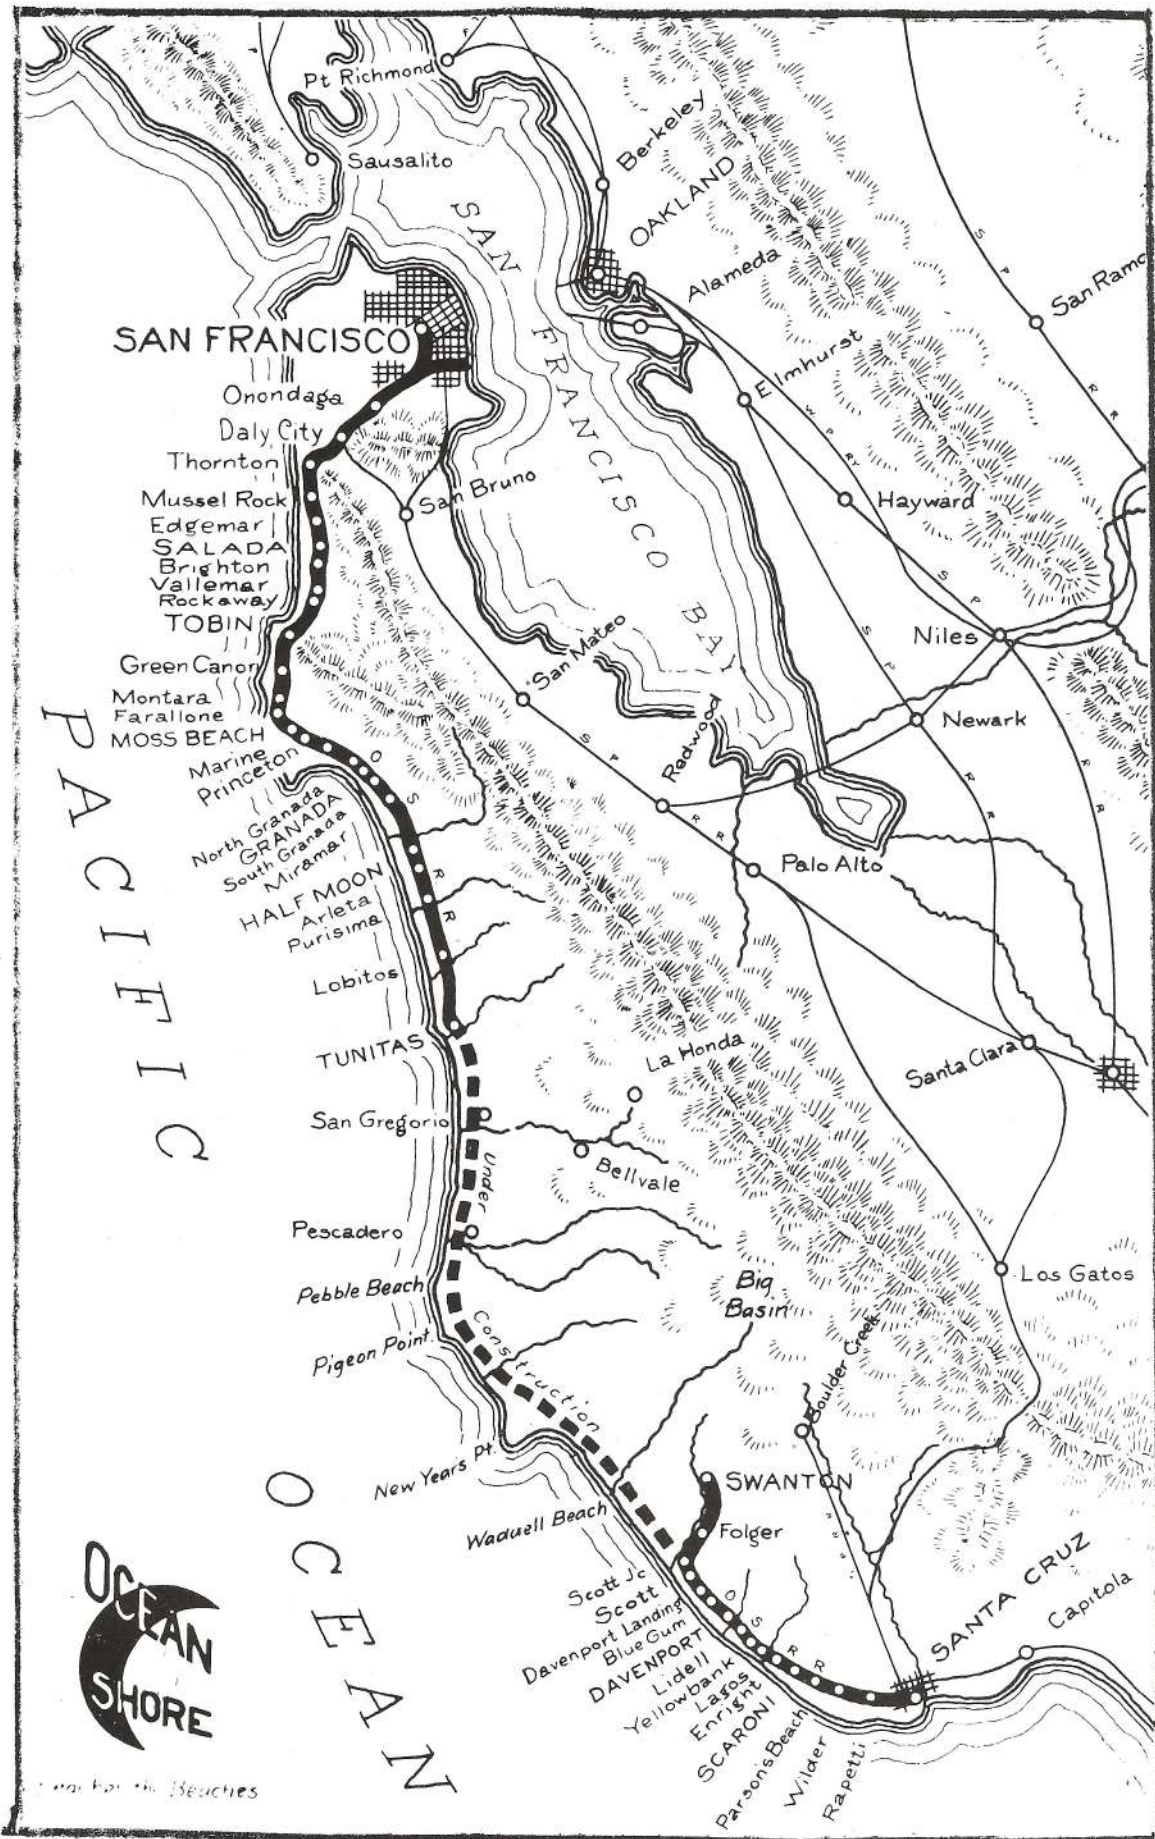 Pt Richmond
Sausalito
Berkeley
OAKLAND
Alameda
SAN FRANCISCO BAY
San Ramo
SAN FRANCISCO
Onondaga
Daly City
Thornton
Mussel Rock
Edgemar
SALADA
Brighton
Vallemar
Rockaway
TOBIN
Green Canon
Montara
Farallone
MOSS BEACH
Marine
Princeton
North Granada
GRANADA
South Granada
Miramar
HALF MOON
Arleta
Purisima
Lobitos
TUNITAS
San Gregorio
Pescadero
Pebble Beach
Pigeon Point
New Years Pt.
Waduell Beach
Elmhurst
Hayward
San Bruno
San Mateo
Redwood
Niles
Newark
Palo Alto
Santa Clara
La Honda
Bellvale
Los Gatos
Big
Basin
Boulder Creek
S P R R
W P RY
S P
S P R R
S P R R
O S R R
Under Construction
SWANTON
Folger
Scott Jc
Scott
Davenport Landing
Blue Gum
DAVENPORT
Lidell
Yellowbank
Lagos
Enright
SCARONI
Parsons Beach
Wilder
Rapetti
O S R R
SANTA CRUZ
Capitola
PACIFIC
OCEAN
OCEAN
SHORE
Beaches